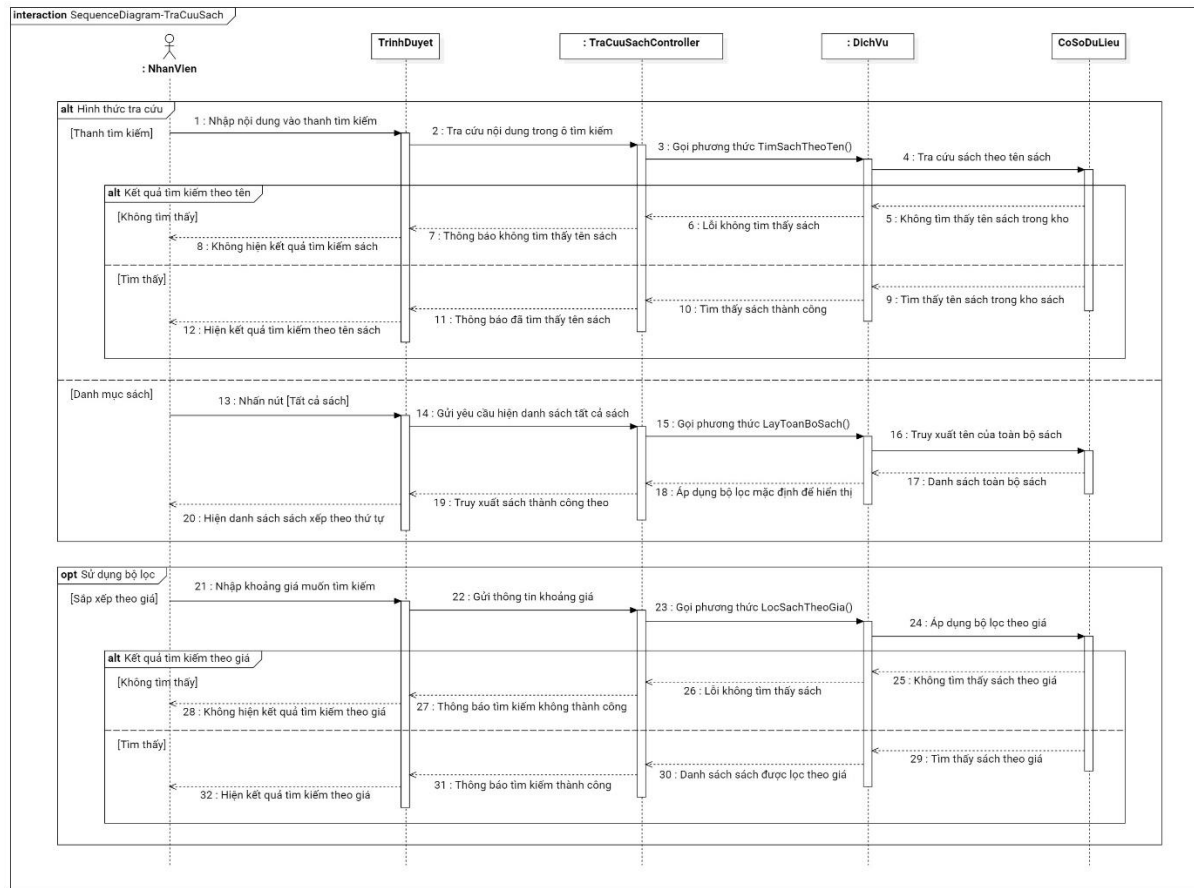 interaction SequenceDiagram-TraCuuSach
: NhanVien
TrinhDuyet
: TraCuuSachController
: DichVu
CoSoDuLieu
alt Hình thức tra cứu
[Thanh tìm kiếm]
1 : Nhập nội dung vào thanh tìm kiếm
2 : Tra cứu nội dung trong ô tìm kiếm
3 : Gọi phương thức TimSachTheoTen()
4 : Tra cứu sách theo tên sách
alt Kết quả tìm kiếm theo tên
[Không tìm thấy]
5 : Không tìm thấy tên sách trong kho
6 : Lỗi không tìm thấy sách
7 : Thông báo không tìm thấy tên sách
8 : Không hiện kết quả tìm kiếm sách
[Tìm thấy]
9 : Tìm thấy tên sách trong kho sách
10 : Tìm thấy sách thành công
11 : Thông báo đã tìm thấy tên sách
12 : Hiện kết quả tìm kiếm theo tên sách
[Danh mục sách]
13 : Nhấn nút [Tất cả sách]
14 : Gửi yêu cầu hiện danh sách tất cả sách
15 : Gọi phương thức LayToanBoSach()
16 : Truy xuất tên của toàn bộ sách
17 : Danh sách toàn bộ sách
18 : Áp dụng bộ lọc mặc định để hiển thị
19 : Truy xuất sách thành công theo
20 : Hiện danh sách sách xếp theo thứ tự
opt Sử dụng bộ lọc
[Sắp xếp theo giá]
21 : Nhập khoảng giá muốn tìm kiếm
22 : Gửi thông tin khoảng giá
23 : Gọi phương thức LocSachTheoGia()
24 : Áp dụng bộ lọc theo giá
alt Kết quả tìm kiếm theo giá
[Không tìm thấy]
25 : Không tìm thấy sách theo giá
26 : Lỗi không tìm thấy sách
27 : Thông báo tìm kiếm không thành công
28 : Không hiện kết quả tìm kiếm theo giá
[Tìm thấy]
29 : Tìm thấy sách theo giá
30 : Danh sách sách được lọc theo giá
31 : Thông báo tìm kiếm thành công
32 : Hiện kết quả tìm kiếm theo giá